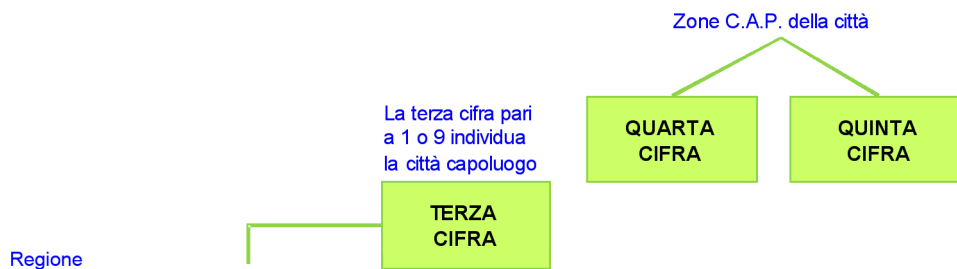 Zone C.A.P. della città
La terza cifra pari
a 1 o 9 individua
la città capoluogo
QUARTA
CIFRA
QUINTA
CIFRA
TERZA
CIFRA
Regione